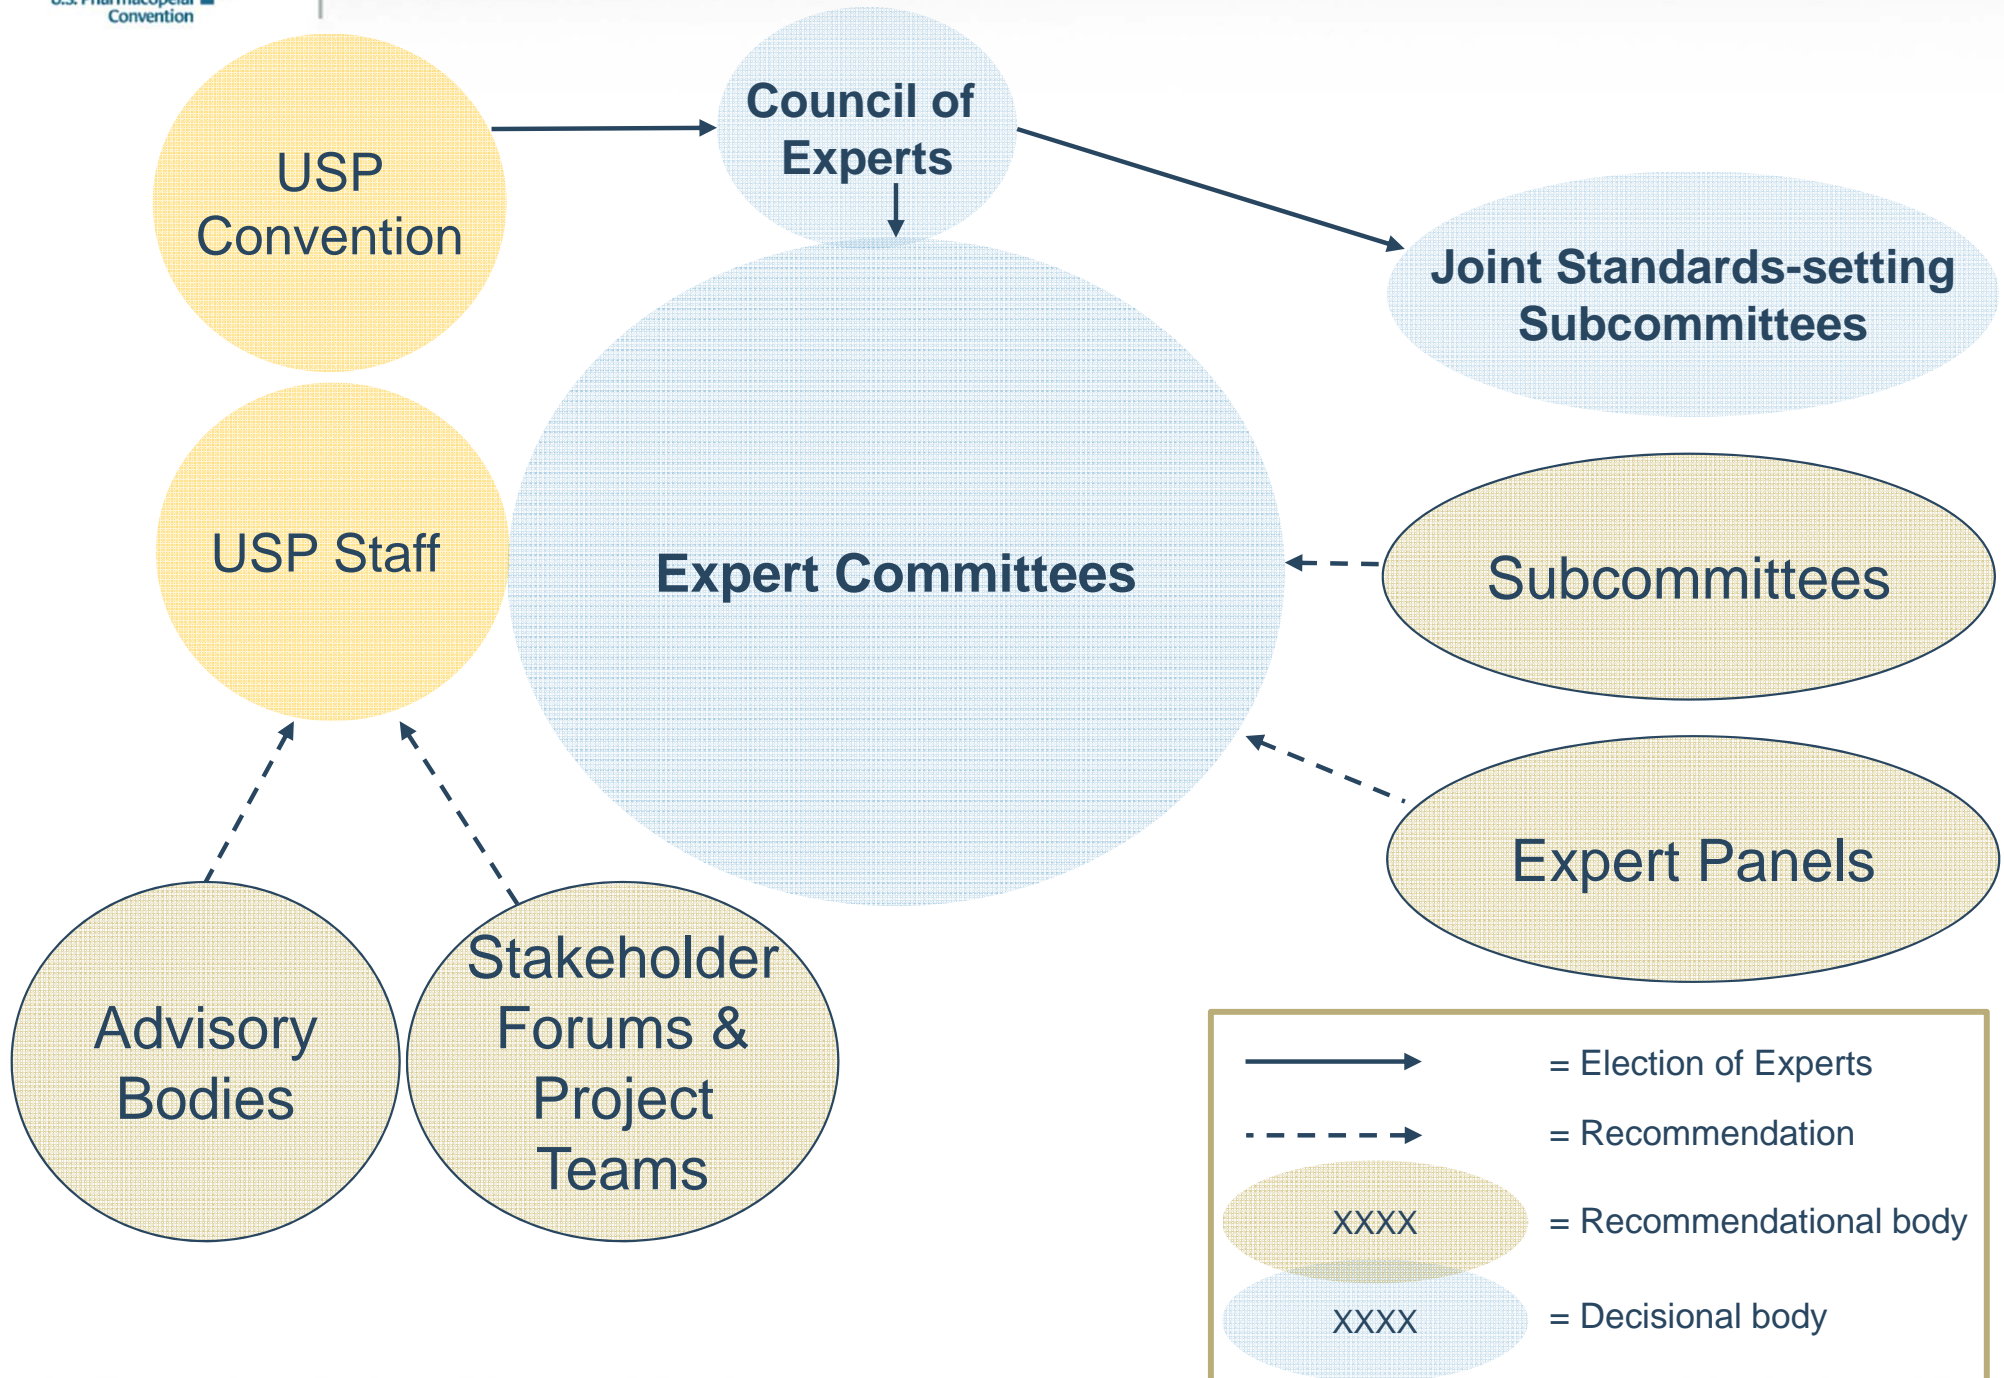 U.S. Pharmacopeial
Convention
USP
Convention
Council of
Experts
Joint Standards-setting
Subcommittees
USP Staff
Expert Committees
Subcommittees
Expert Panels
Advisory
Bodies
Stakeholder
Forums &
Project
Teams
= Election of Experts
= Recommendation
XXXX
= Recommendational body
XXXX
= Decisional body